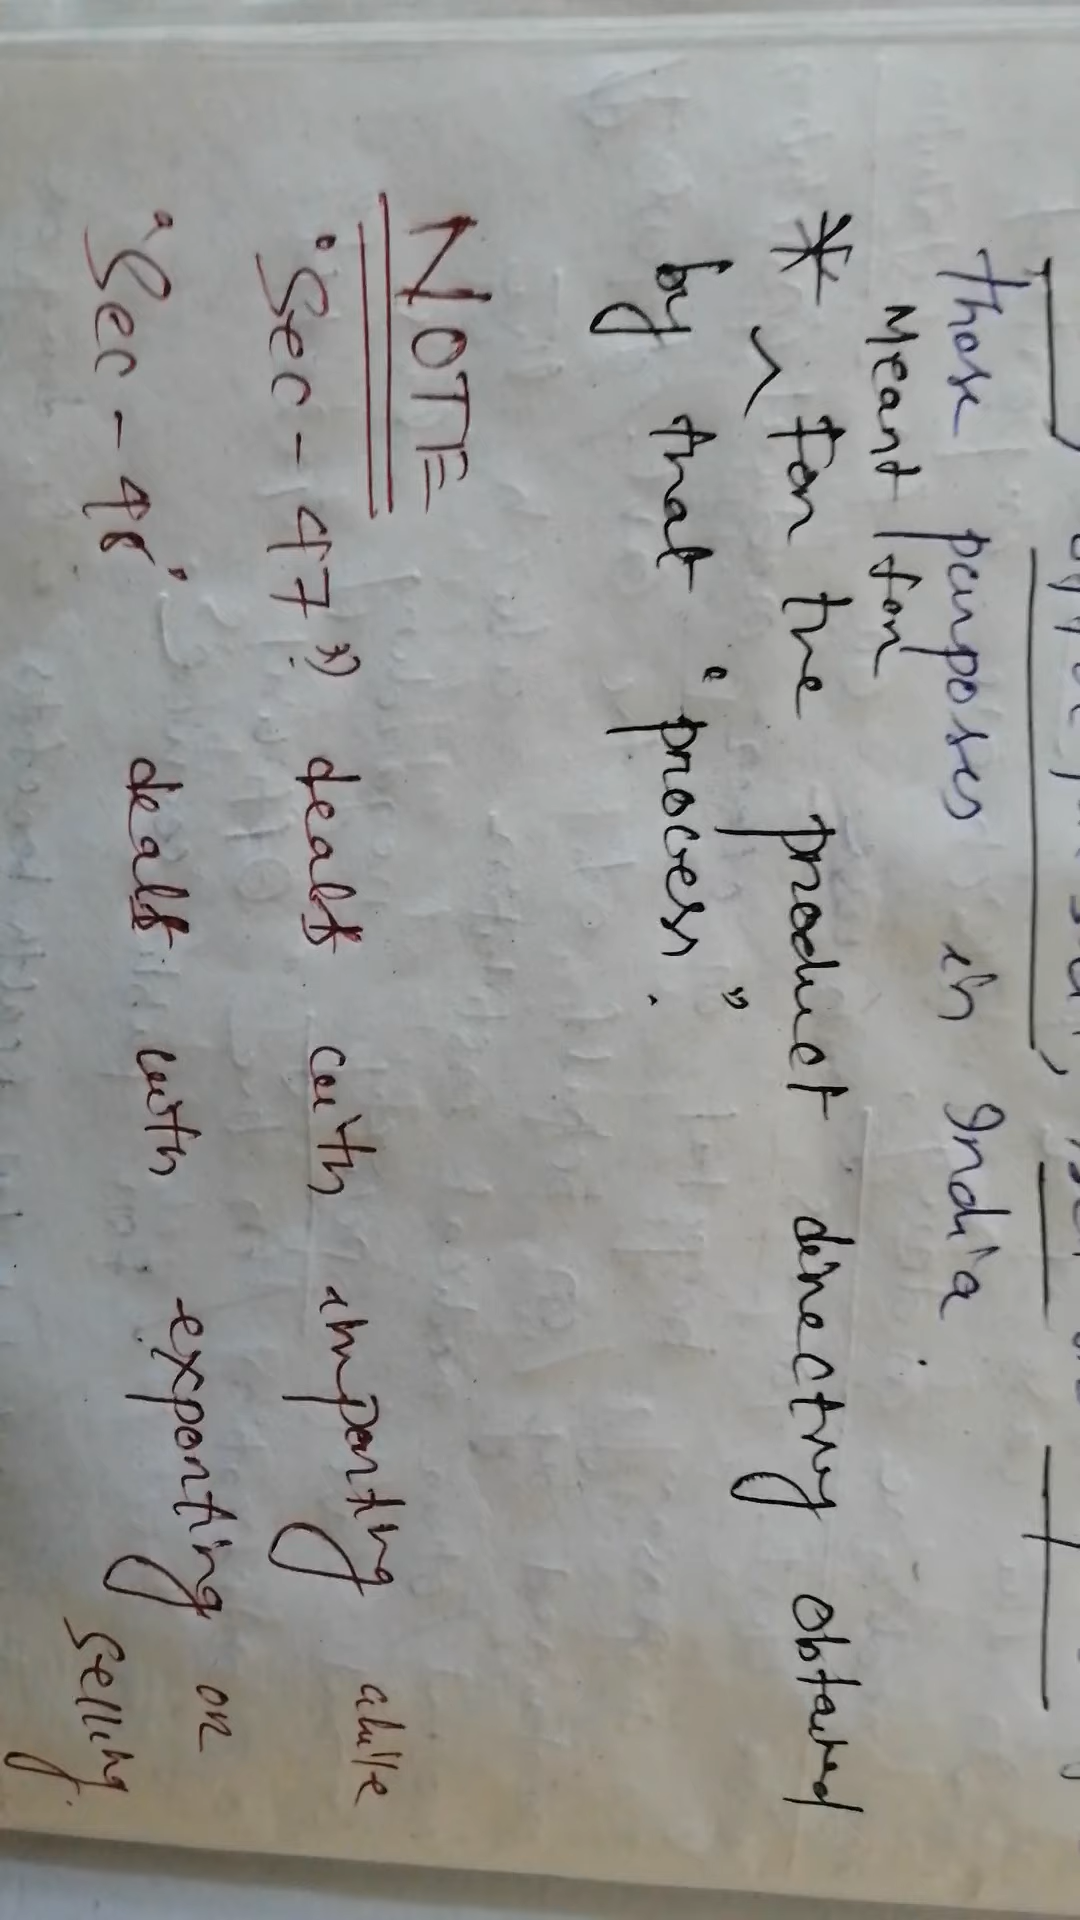 those purposes in India.
Meant for
* for the product directly obtained
by that "process".
NOTE
"Sec-47" deals with importing while
"Sec-48" deals with exporting or
selling.